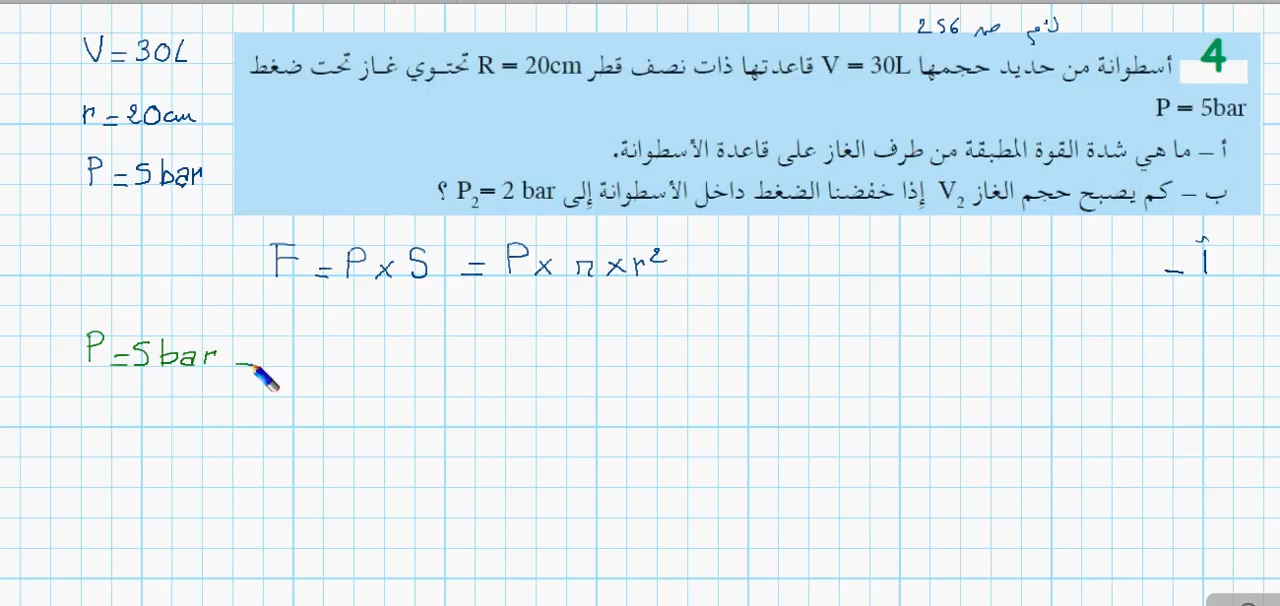 ص 256
V = 30L
r = 20cm
P = 5 bar
4 أسطوانة من حديد حجمها V = 30L قاعدتها ذات نصف قطر R = 20cm تحتوي غاز تحت ضغط
P = 5bar
أ – ما هي شدة القوة المطبقة من طرف الغاز على قاعدة الأسطوانة.
ب – كم يصبح حجم الغاز V₂ إذا خفضنا الضغط داخل الأسطوانة إلى P₂= 2 bar ؟
أ –
F = P × S = P × π × r²
P = 5 bar –